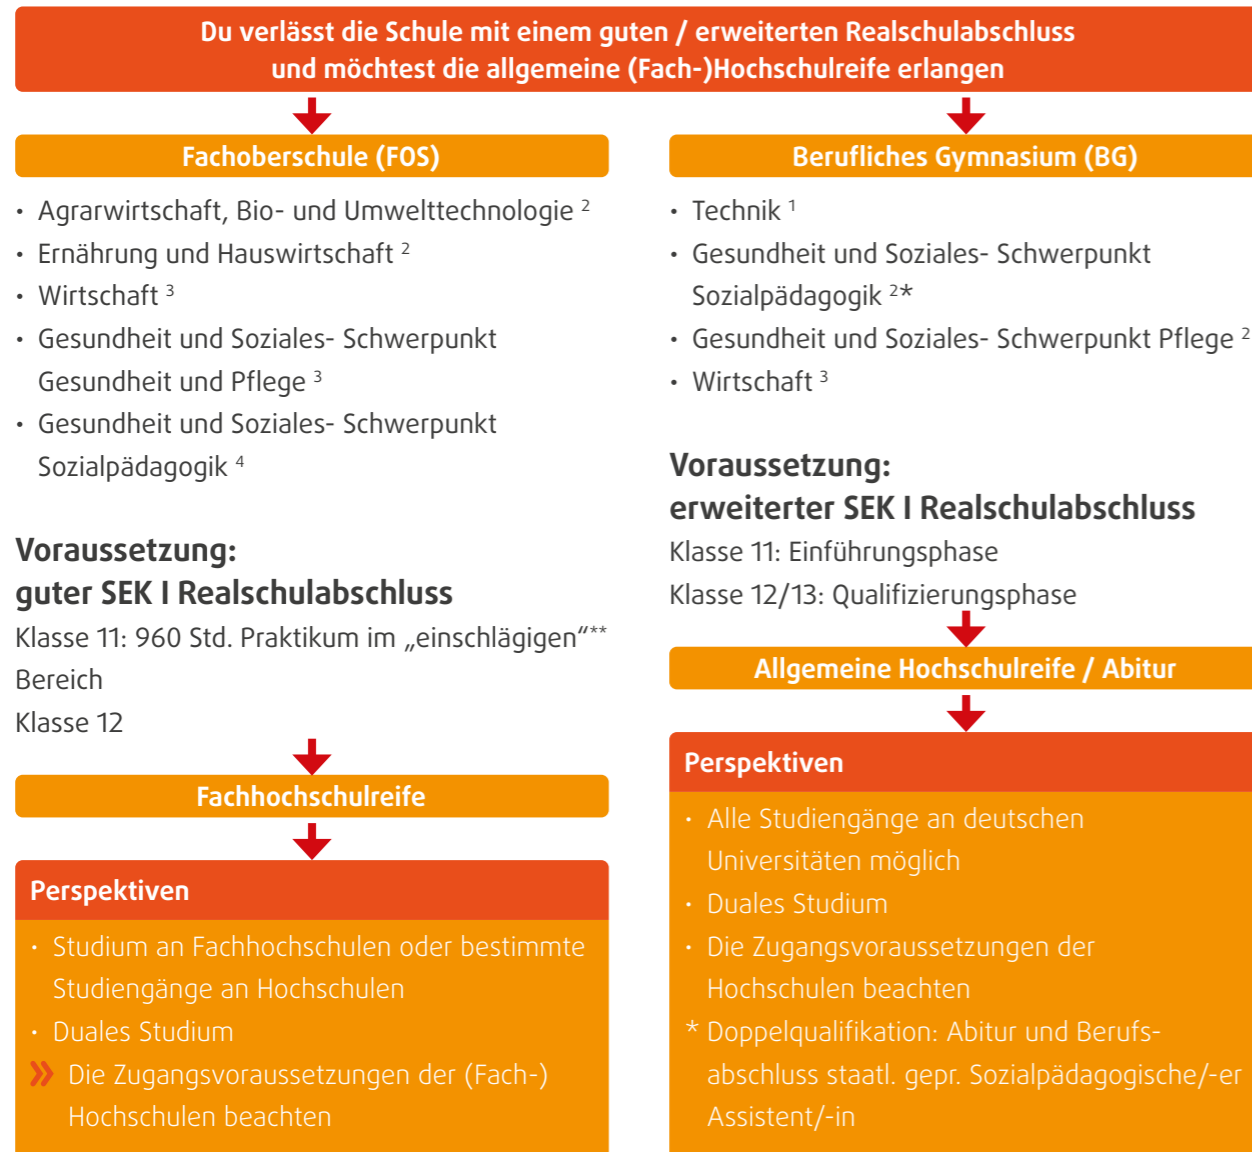 Du verlässt die Schule mit einem guten / erweiterten Realschulabschluss
und möchtest die allgemeine (Fach-)Hochschulreife erlangen
Fachoberschule (FOS)
• Agrarwirtschaft, Bio- und Umwelttechnologie ²
• Ernährung und Hauswirtschaft ²
• Wirtschaft ³
• Gesundheit und Soziales- Schwerpunkt
Gesundheit und Pflege ³
• Gesundheit und Soziales- Schwerpunkt
Sozialpädagogik ⁴
Voraussetzung:
guter SEK I Realschulabschluss
Klasse 11: 960 Std. Praktikum im „einschlägigen“**
Bereich
Klasse 12
Fachhochschulreife
Perspektiven
• Studium an Fachhochschulen oder bestimmte
Studiengänge an Hochschulen
• Duales Studium
» Die Zugangsvoraussetzungen der (Fach-)
Hochschulen beachten
Berufliches Gymnasium (BG)
• Technik ¹
• Gesundheit und Soziales- Schwerpunkt
Sozialpädagogik ²*
• Gesundheit und Soziales- Schwerpunkt Pflege ²
• Wirtschaft ³
Voraussetzung:
erweiterter SEK I Realschulabschluss
Klasse 11: Einführungsphase
Klasse 12/13: Qualifizierungsphase
Allgemeine Hochschulreife / Abitur
Perspektiven
• Alle Studiengänge an deutschen
Universitäten möglich
• Duales Studium
• Die Zugangsvoraussetzungen der
Hochschulen beachten
* Doppelqualifikation: Abitur und Berufs-
abschluss staatl. gepr. Sozialpädagogische/-er
Assistent/-in